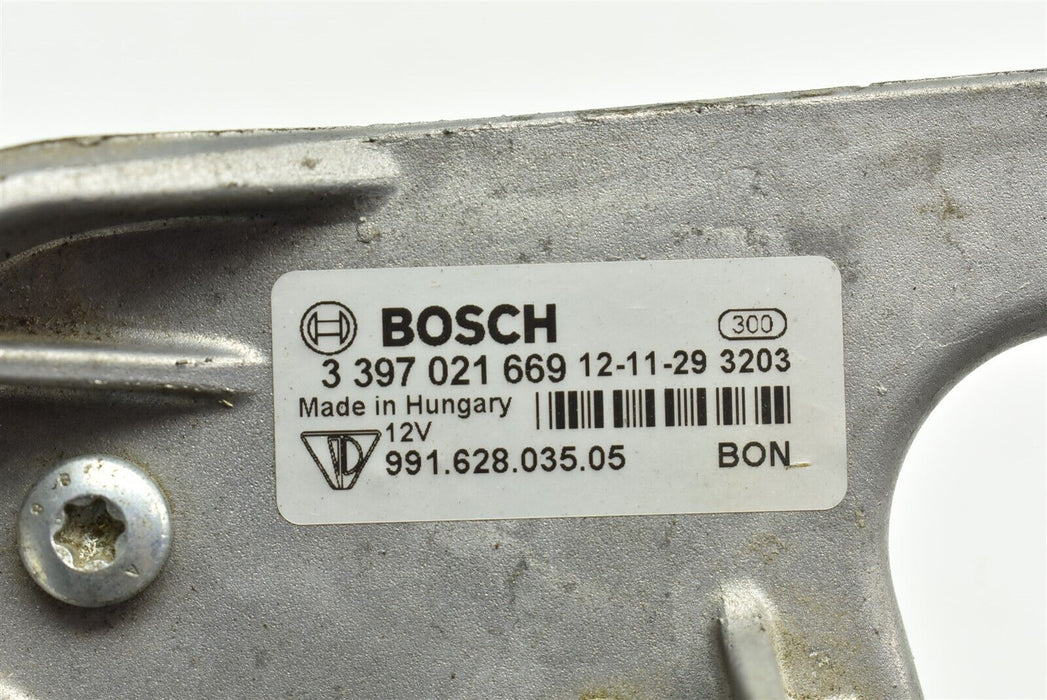 BOSCH 300
3 397 021 669 12-11-29 3203
Made in Hungary
12V
991.628.035.05 BON